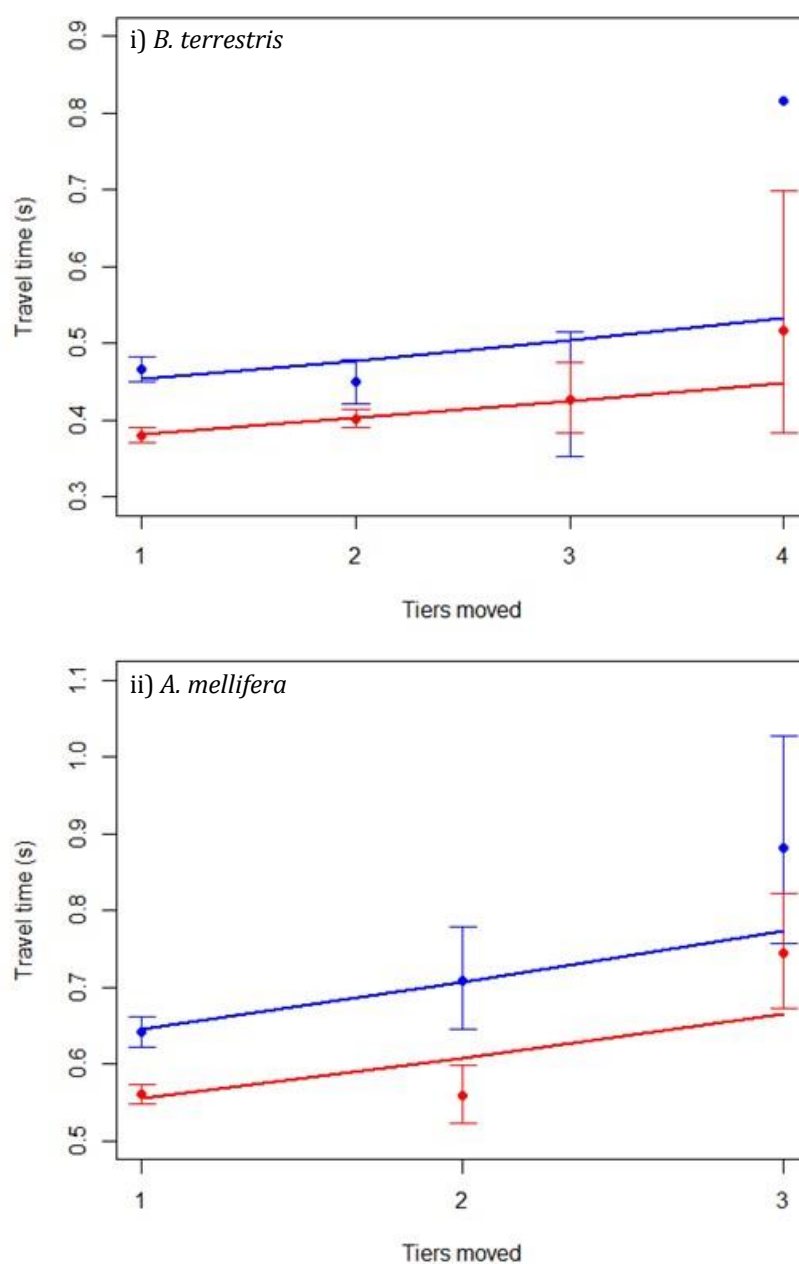 i) B. terrestris
0.9
0.8
0.7
0.6
0.5
0.4
0.3
Travel time (s)
1 2 3 4
Tiers moved
ii) A. mellifera
1.1
1.0
0.9
0.8
0.7
0.6
0.5
Travel time (s)
1 2 3
Tiers moved